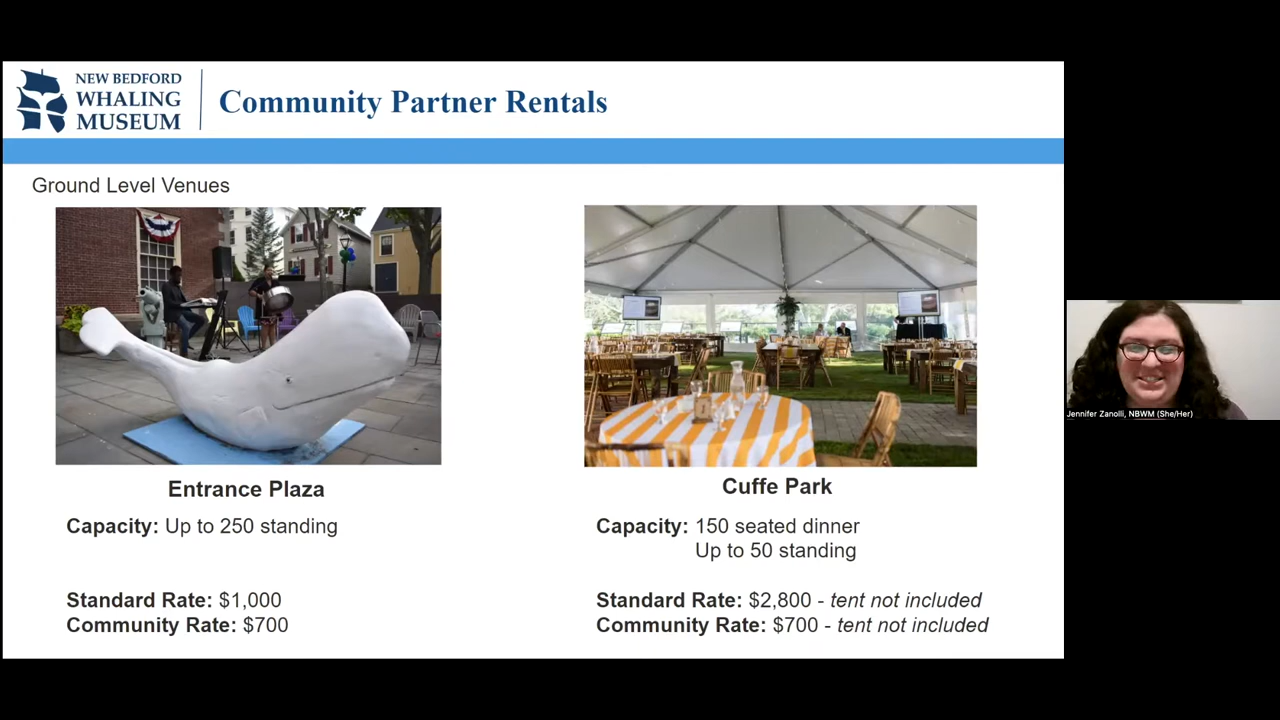 NEW BEDFORD
WHALING
MUSEUM
Community Partner Rentals
Ground Level Venues
Entrance Plaza
Capacity: Up to 250 standing
Standard Rate: $1,000
Community Rate: $700
Cuffe Park
Capacity: 150 seated dinner
Up to 50 standing
Standard Rate: $2,800 - tent not included
Community Rate: $700 - tent not included
Jennifer Zanolli, NBWM (She/Her)